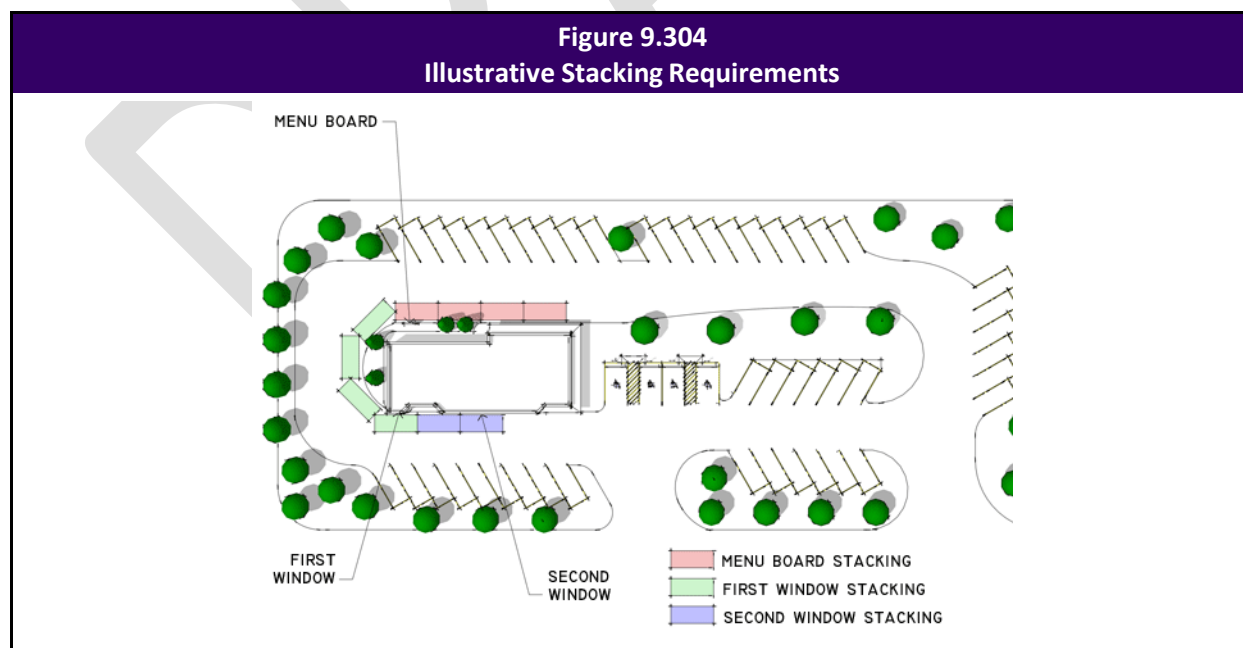 Figure 9.304
Illustrative Stacking Requirements
MENU BOARD
FIRST
WINDOW
SECOND
WINDOW
MENU BOARD STACKING
FIRST WINDOW STACKING
SECOND WINDOW STACKING